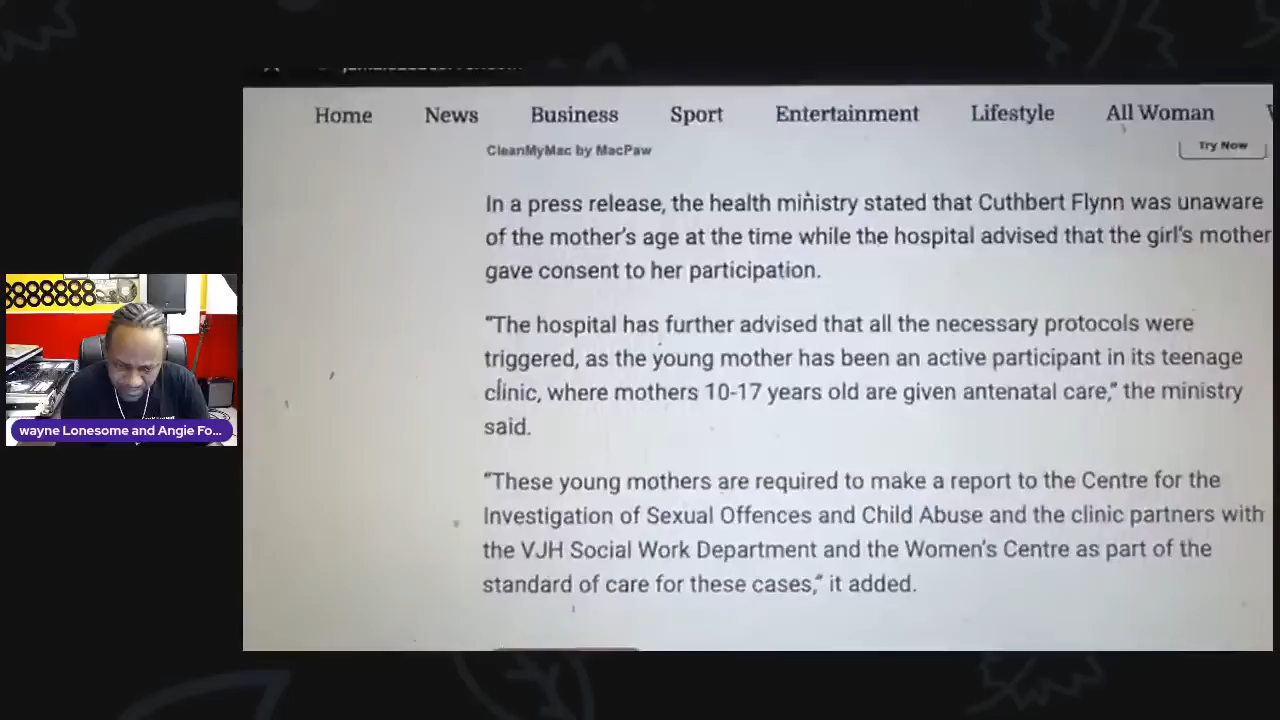 Home News Business Sport Entertainment Lifestyle All Woman
CleanMyMac by MacPaw
Try Now
In a press release, the health ministry stated that Cuthbert Flynn was unaware
of the mother's age at the time while the hospital advised that the girl's mother
gave consent to her participation.
"The hospital has further advised that all the necessary protocols were
triggered, as the young mother has been an active participant in its teenage
clinic, where mothers 10-17 years old are given antenatal care," the ministry
said.
"These young mothers are required to make a report to the Centre for the
Investigation of Sexual Offences and Child Abuse and the clinic partners with
the VJH Social Work Department and the Women's Centre as part of the
standard of care for these cases," it added.
wayne Lonesome and Angie Fo...